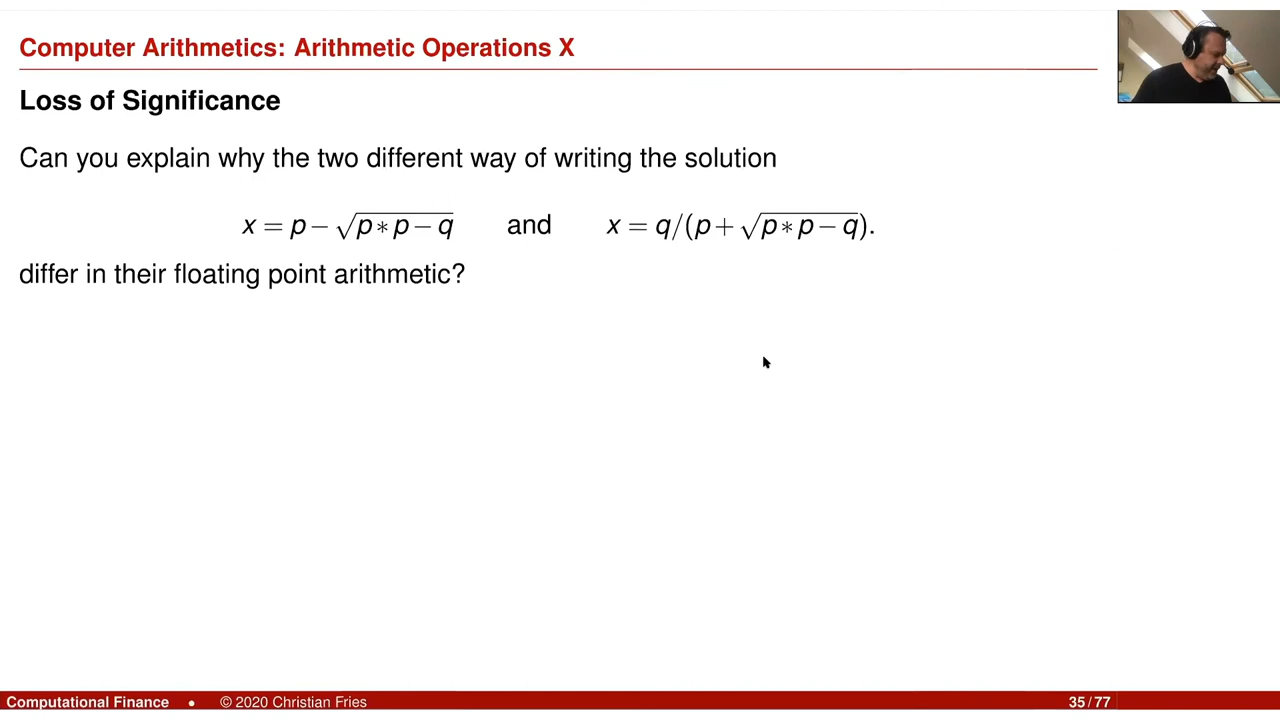 Computer Arithmetics: Arithmetic Operations X
Loss of Significance
Can you explain why the two different way of writing the solution
x = p − √(p ∗ p − q) and x = q/(p + √(p ∗ p − q)).
differ in their floating point arithmetic?
Computational Finance • © 2020 Christian Fries 35 / 77